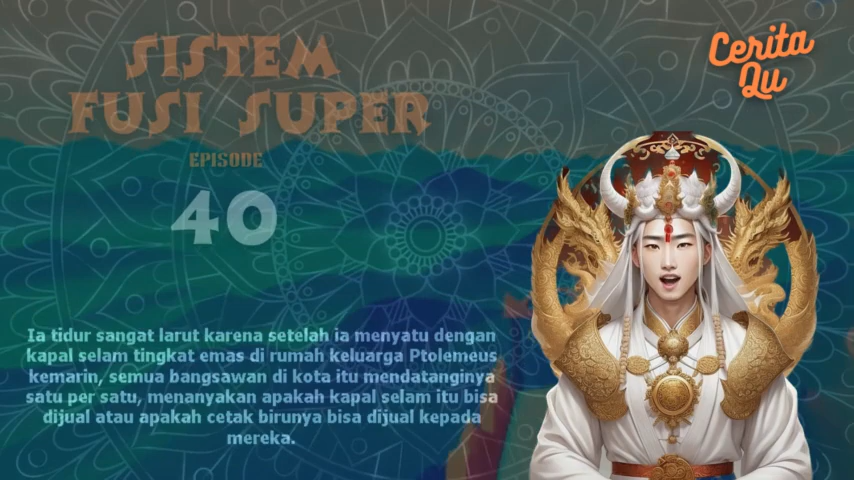 SISTEM
FUSI SUPER
EPISODE
40
Cerita
Qu
Ia tidur sangat larut karena setelah ia menyatu dengan
kapal selam tingkat emas di rumah keluarga Ptolemeus
kemarin, semua bangsawan di kota itu mendatanginya
satu per satu, menanyakan apakah kapal selam itu bisa
dijual atau apakah cetak birunya bisa dijual kepada
mereka.